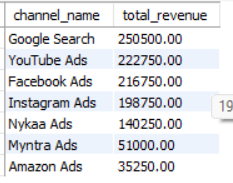 channel_name total_revenue
Google Search 250500.00
YouTube Ads 222750.00
Facebook Ads 216750.00
Instagram Ads 198750.00
19
Nykaa Ads 140250.00
Myntra Ads 51000.00
Amazon Ads 35250.00